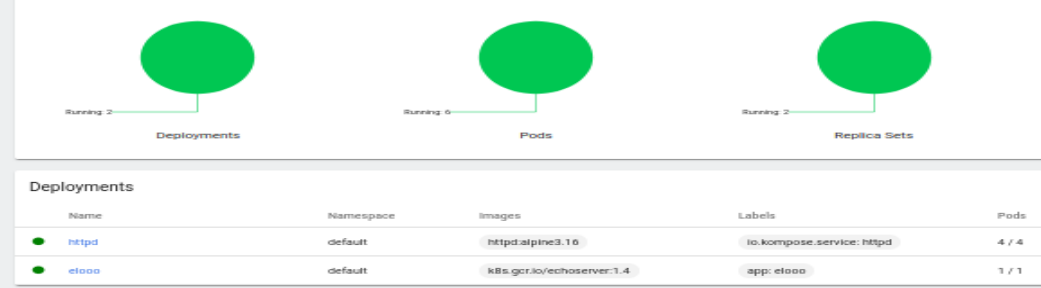 Running: 2 Running: 6 Running: 2
Deployments Pods Replica Sets
Deployments
Name Namespace Images Labels Pods
httpd default httpd:alpine3.16 io.kompose.service: httpd 4 / 4
elooo default k8s.gcr.io/echoserver:1.4 app: elooo 1 / 1